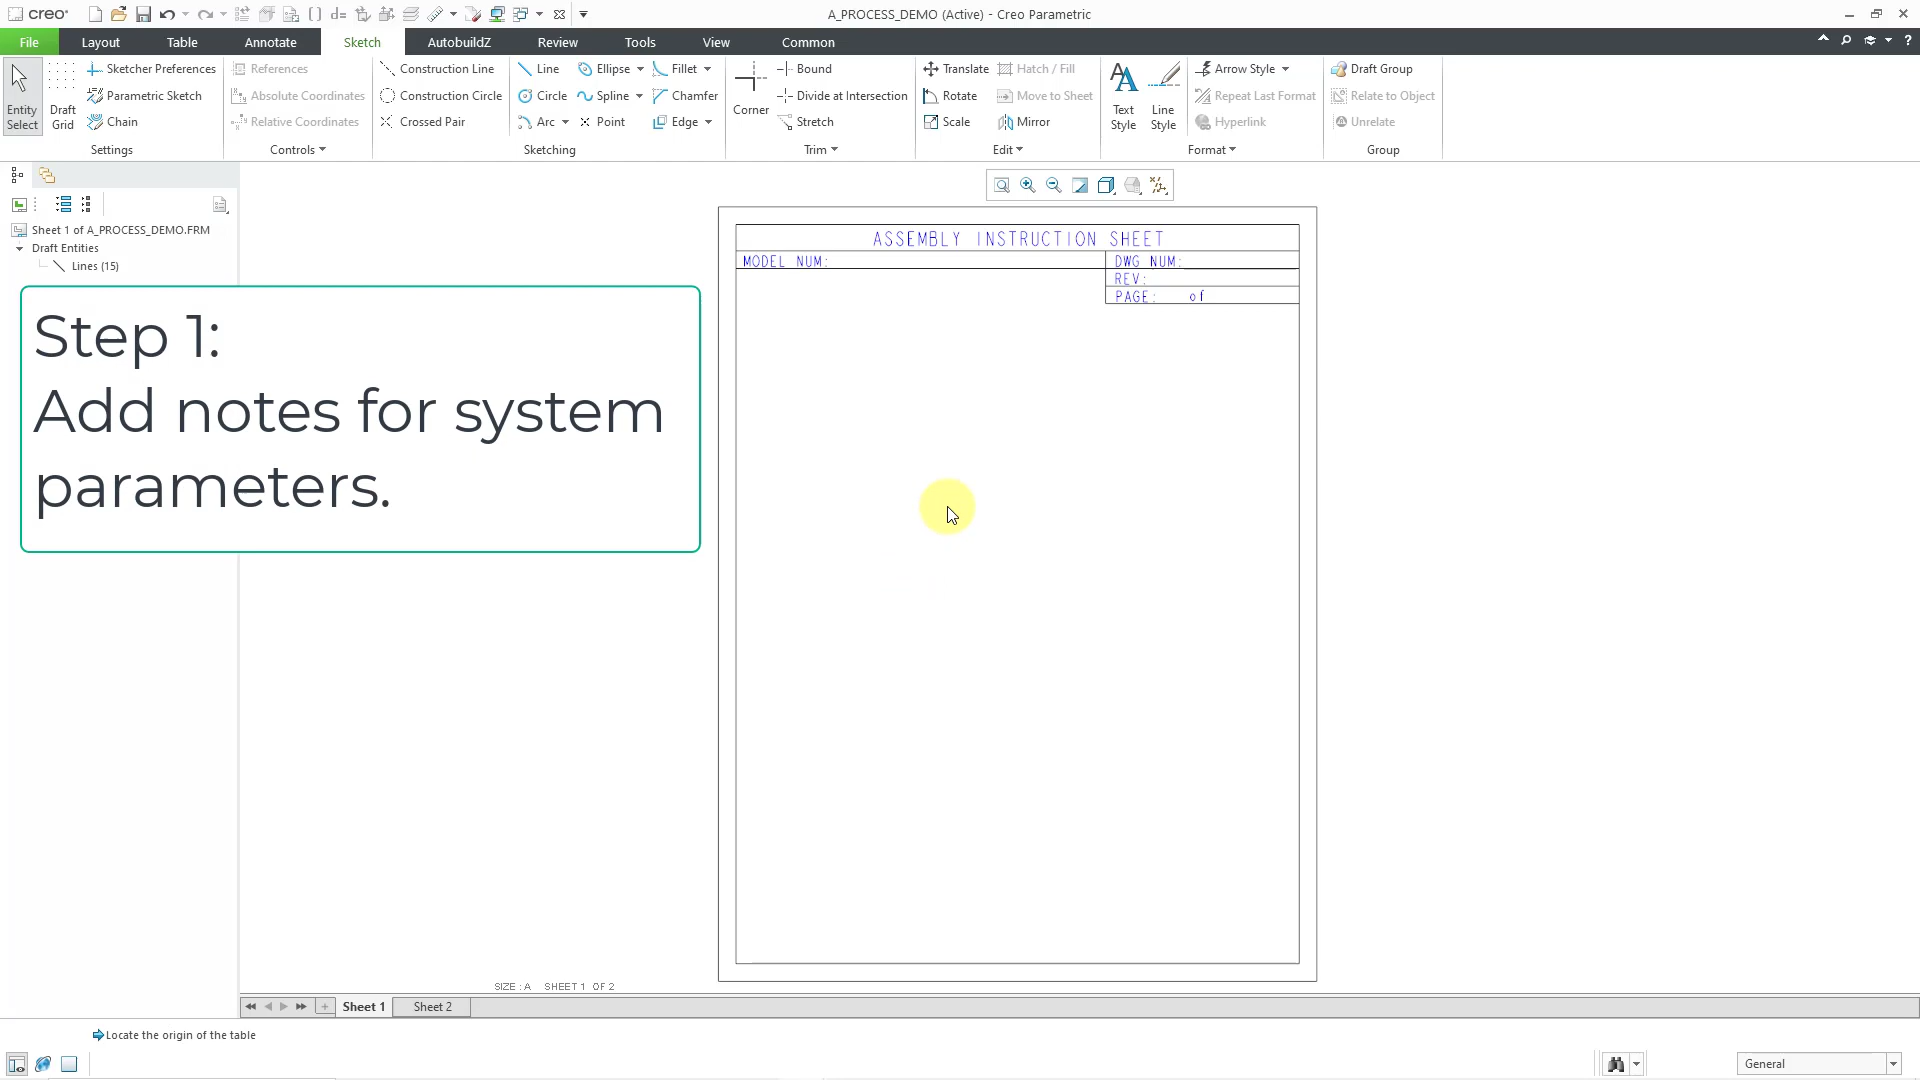 creo
A_PROCESS_DEMO (Active) - Creo Parametric
File Layout Table Annotate Sketch AutobuildZ Review Tools View Common
Entity Select
Draft Grid
Sketcher Preferences
Parametric Sketch
Chain
Settings
References
Absolute Coordinates
Relative Coordinates
Controls
Construction Line
Construction Circle
Crossed Pair
Line Ellipse Fillet
Circle Spline Chamfer
Arc Point Edge
Sketching
Corner
Bound
Divide at Intersection
Stretch
Trim
Translate Hatch / Fill
Rotate Move to Sheet
Scale Mirror
Edit
Text Style
Line Style
Arrow Style
Repeat Last Format
Hyperlink
Format
Draft Group
Relate to Object
Unrelate
Group
Sheet 1 of A_PROCESS_DEMO.FRM
Draft Entities
Lines (15)
Step 1:
Add notes for system
parameters.
ASSEMBLY INSTRUCTION SHEET
MODEL NUM: DWG NUM:
REV:
PAGE: of
SIZE : A SHEET 1 OF 2
Sheet 1 Sheet 2
Locate the origin of the table
General